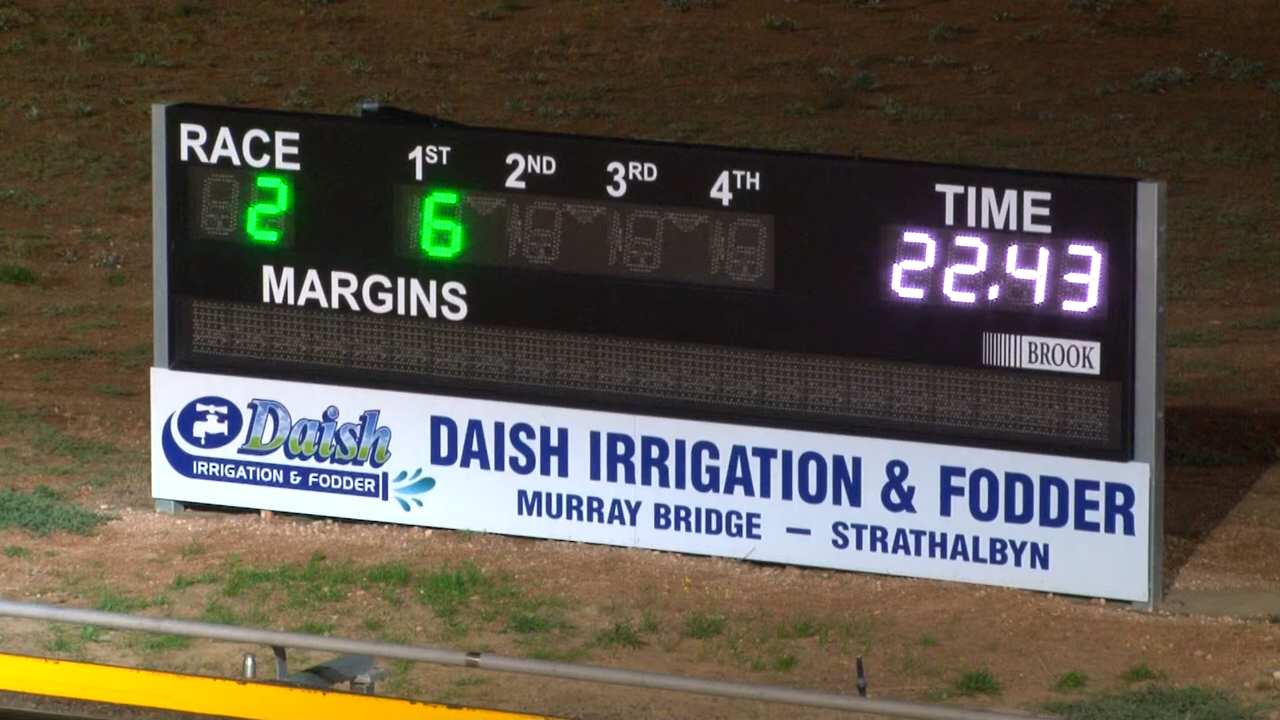 RACE 1ST 2ND 3RD 4TH TIME
2 6 22.43
MARGINS
BROOK
Daish
IRRIGATION & FODDER
DAISH IRRIGATION & FODDER
MURRAY BRIDGE — STRATHALBYN